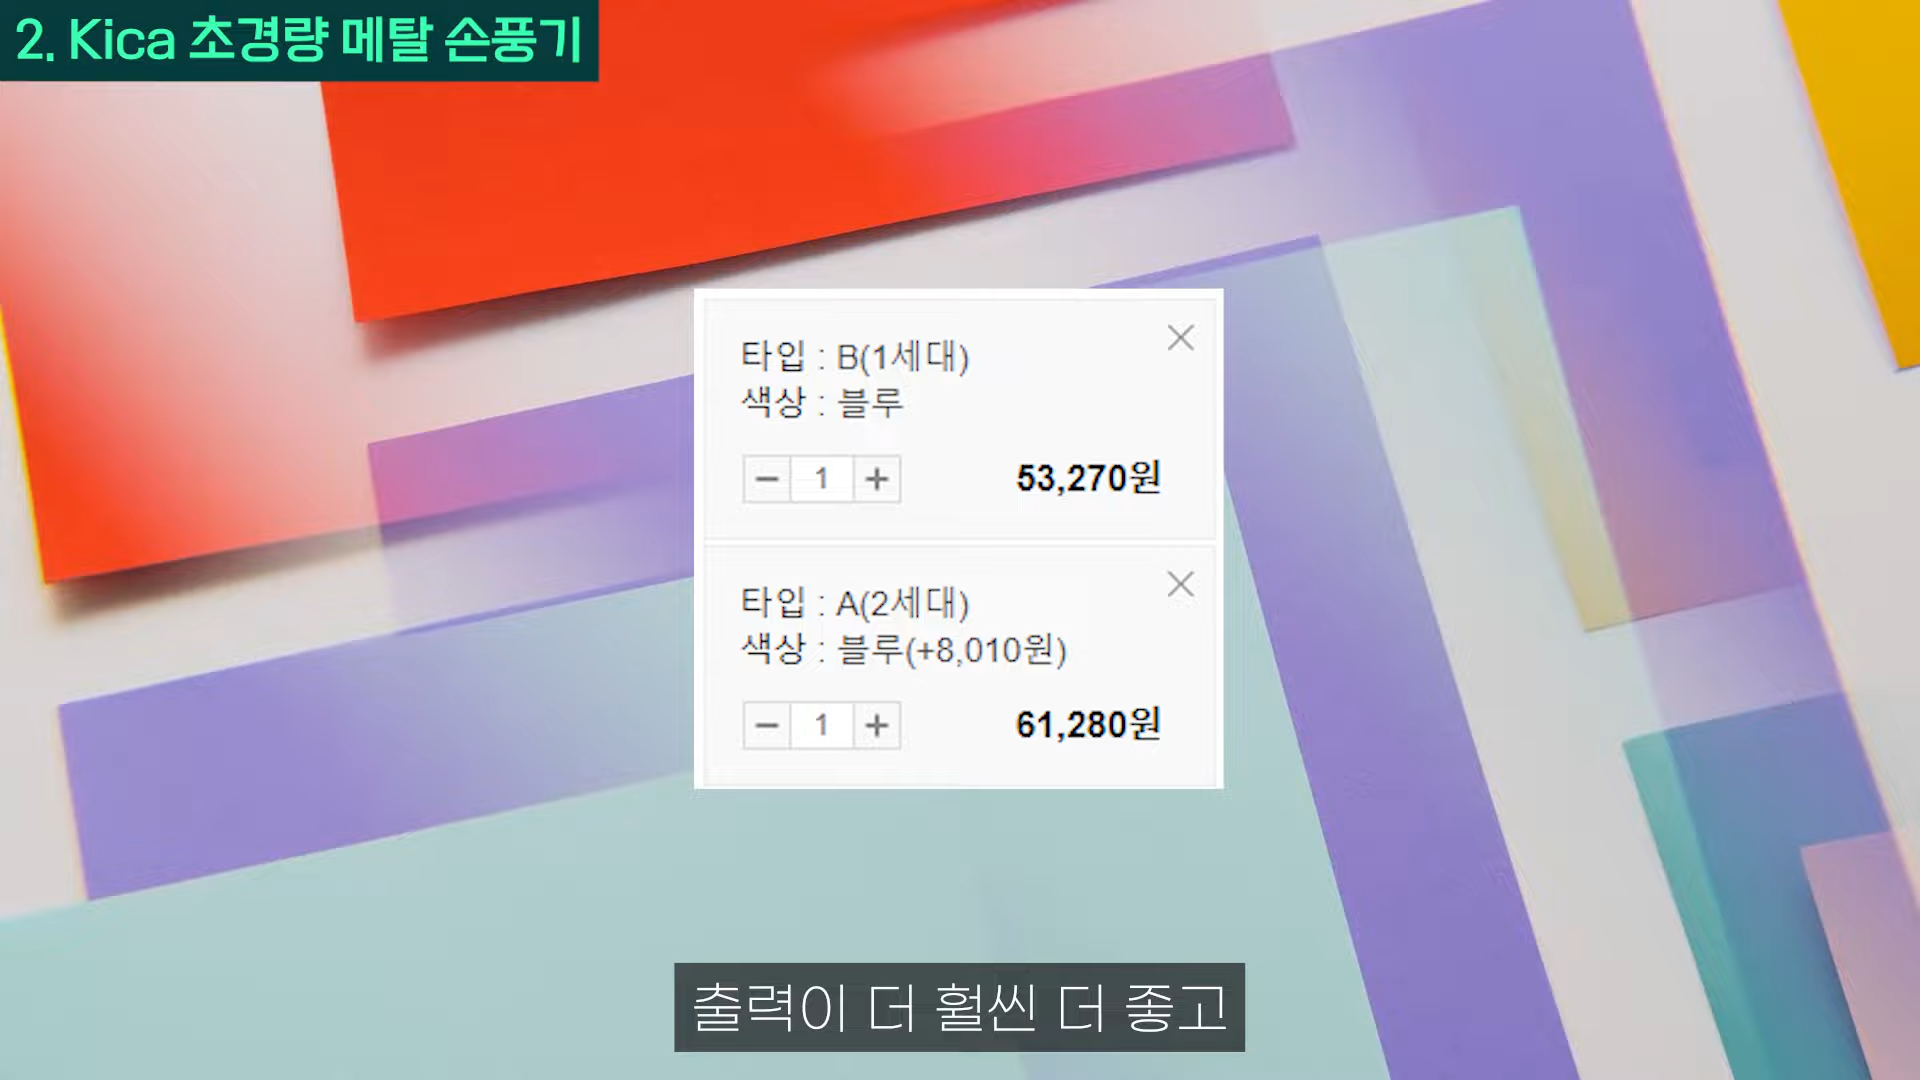 2. Kica 초경량 메탈 손풍기
타입 : B(1세대)
색상 : 블루
1
53,270원
타입 : A(2세대)
색상 : 블루(+8,010원)
1
61,280원
출력이 더 훨씬 더 좋고